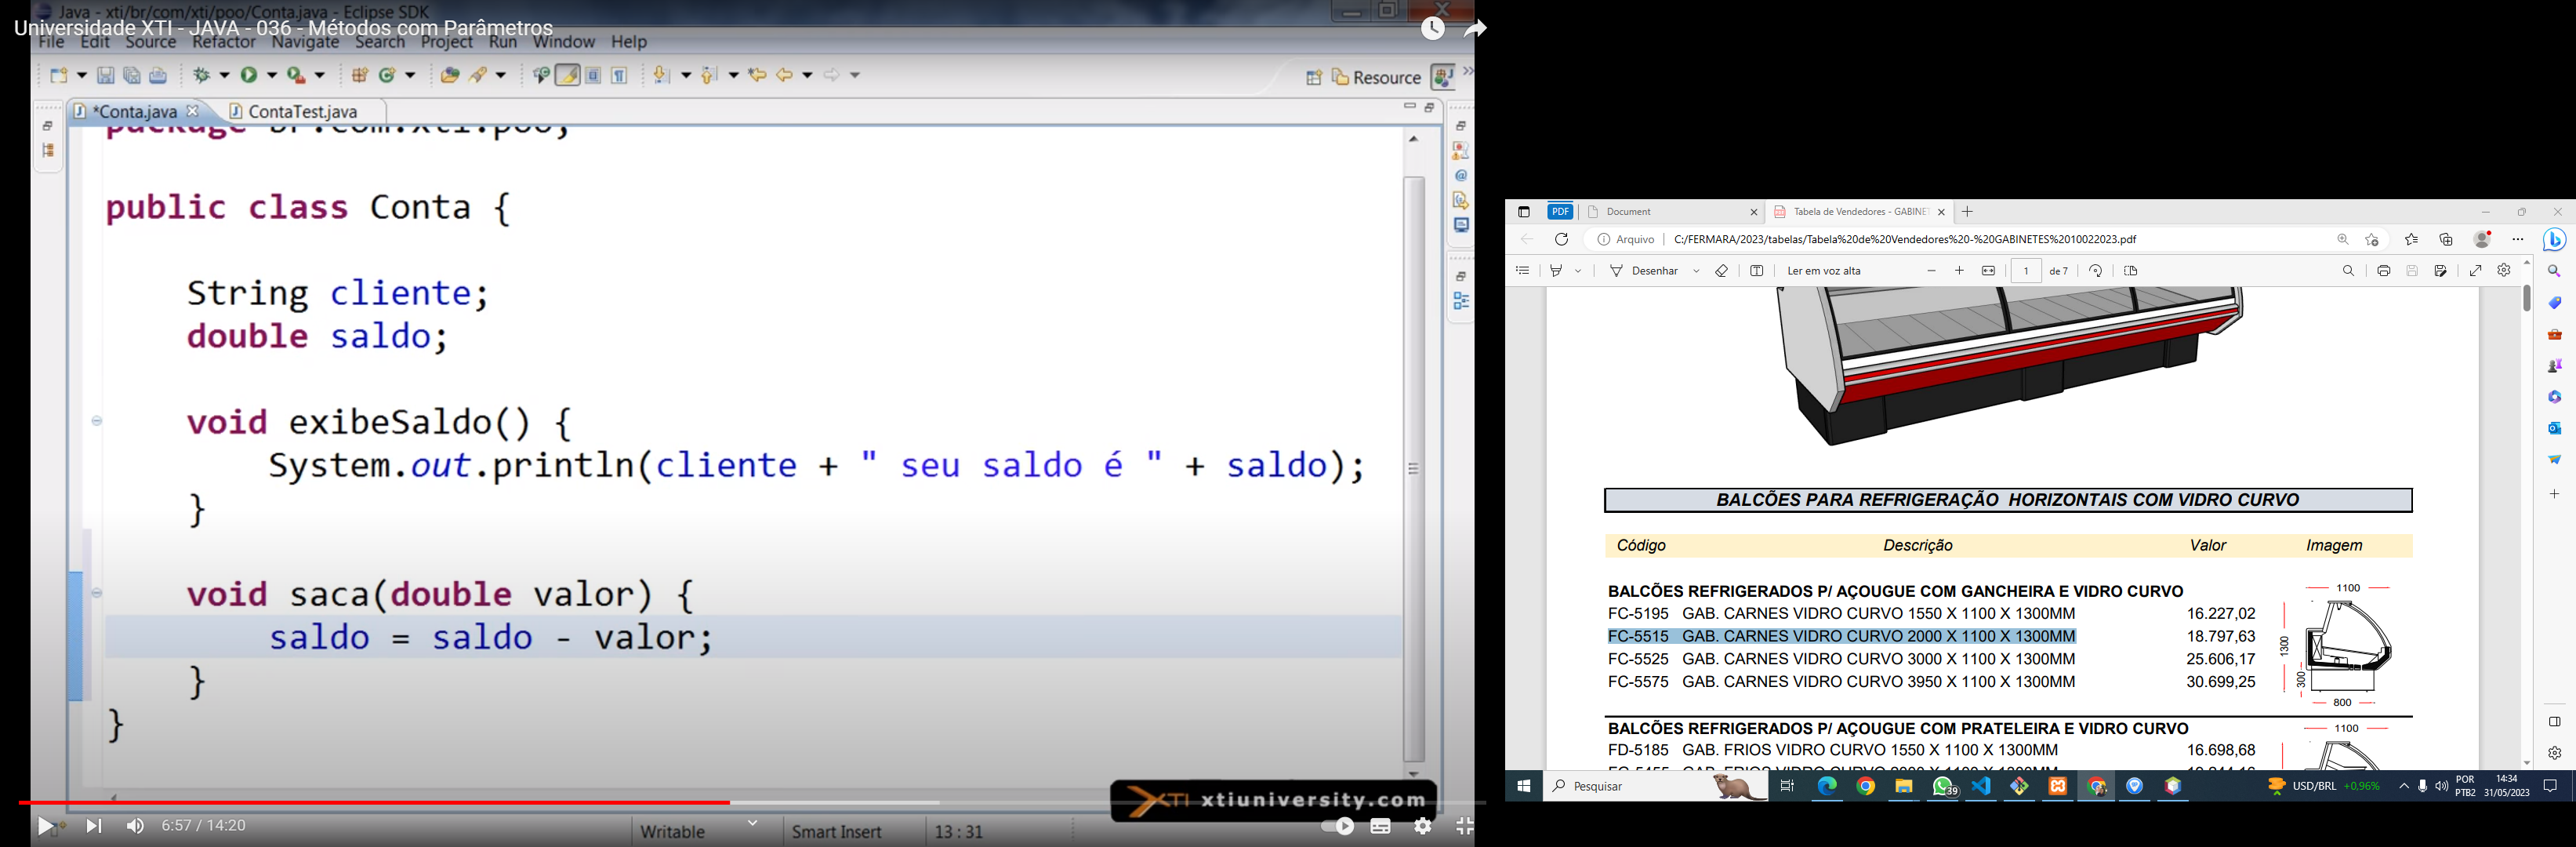 Java - xti/br/com/xti/poo/Conta.java - Eclipse SDK
Universidade XTI - JAVA - 036 - Métodos com Parâmetros
File Edit Source Refactor Navigate Search Project Run Window Help
Resource
*Conta.java
ContaTest.java
package br.com.xti.poo;
public class Conta {
String cliente;
double saldo;
void exibeSaldo() {
System.out.println(cliente + " seu saldo é " + saldo);
}
void saca(double valor) {
saldo = saldo - valor;
}
}
XTI xtiuniversity.com
6:57 / 14:20
Writable
Smart Insert
13 : 31
PDF
Document
Tabela de Vendedores - GABINE
Arquivo
C:/FERMARA/2023/tabelas/Tabela%20de%20Vendedores%20-%20GABINETES%2010022023.pdf
Desenhar
Ler em voz alta
1 de 7
BALCÕES PARA REFRIGERAÇÃO HORIZONTAIS COM VIDRO CURVO
Código Descrição Valor Imagem
BALCÕES REFRIGERADOS P/ AÇOUGUE COM GANCHEIRA E VIDRO CURVO
FC-5195 GAB. CARNES VIDRO CURVO 1550 X 1100 X 1300MM 16.227,02
FC-5515 GAB. CARNES VIDRO CURVO 2000 X 1100 X 1300MM 18.797,63
FC-5525 GAB. CARNES VIDRO CURVO 3000 X 1100 X 1300MM 25.606,17
FC-5575 GAB. CARNES VIDRO CURVO 3950 X 1100 X 1300MM 30.699,25
1100
1300
300
800
BALCÕES REFRIGERADOS P/ AÇOUGUE COM PRATELEIRA E VIDRO CURVO
1100
FD-5185 GAB. FRIOS VIDRO CURVO 1550 X 1100 X 1300MM 16.698,68
Pesquisar
39
USD/BRL +0,96%
POR
PTB2
14:34
31/05/2023